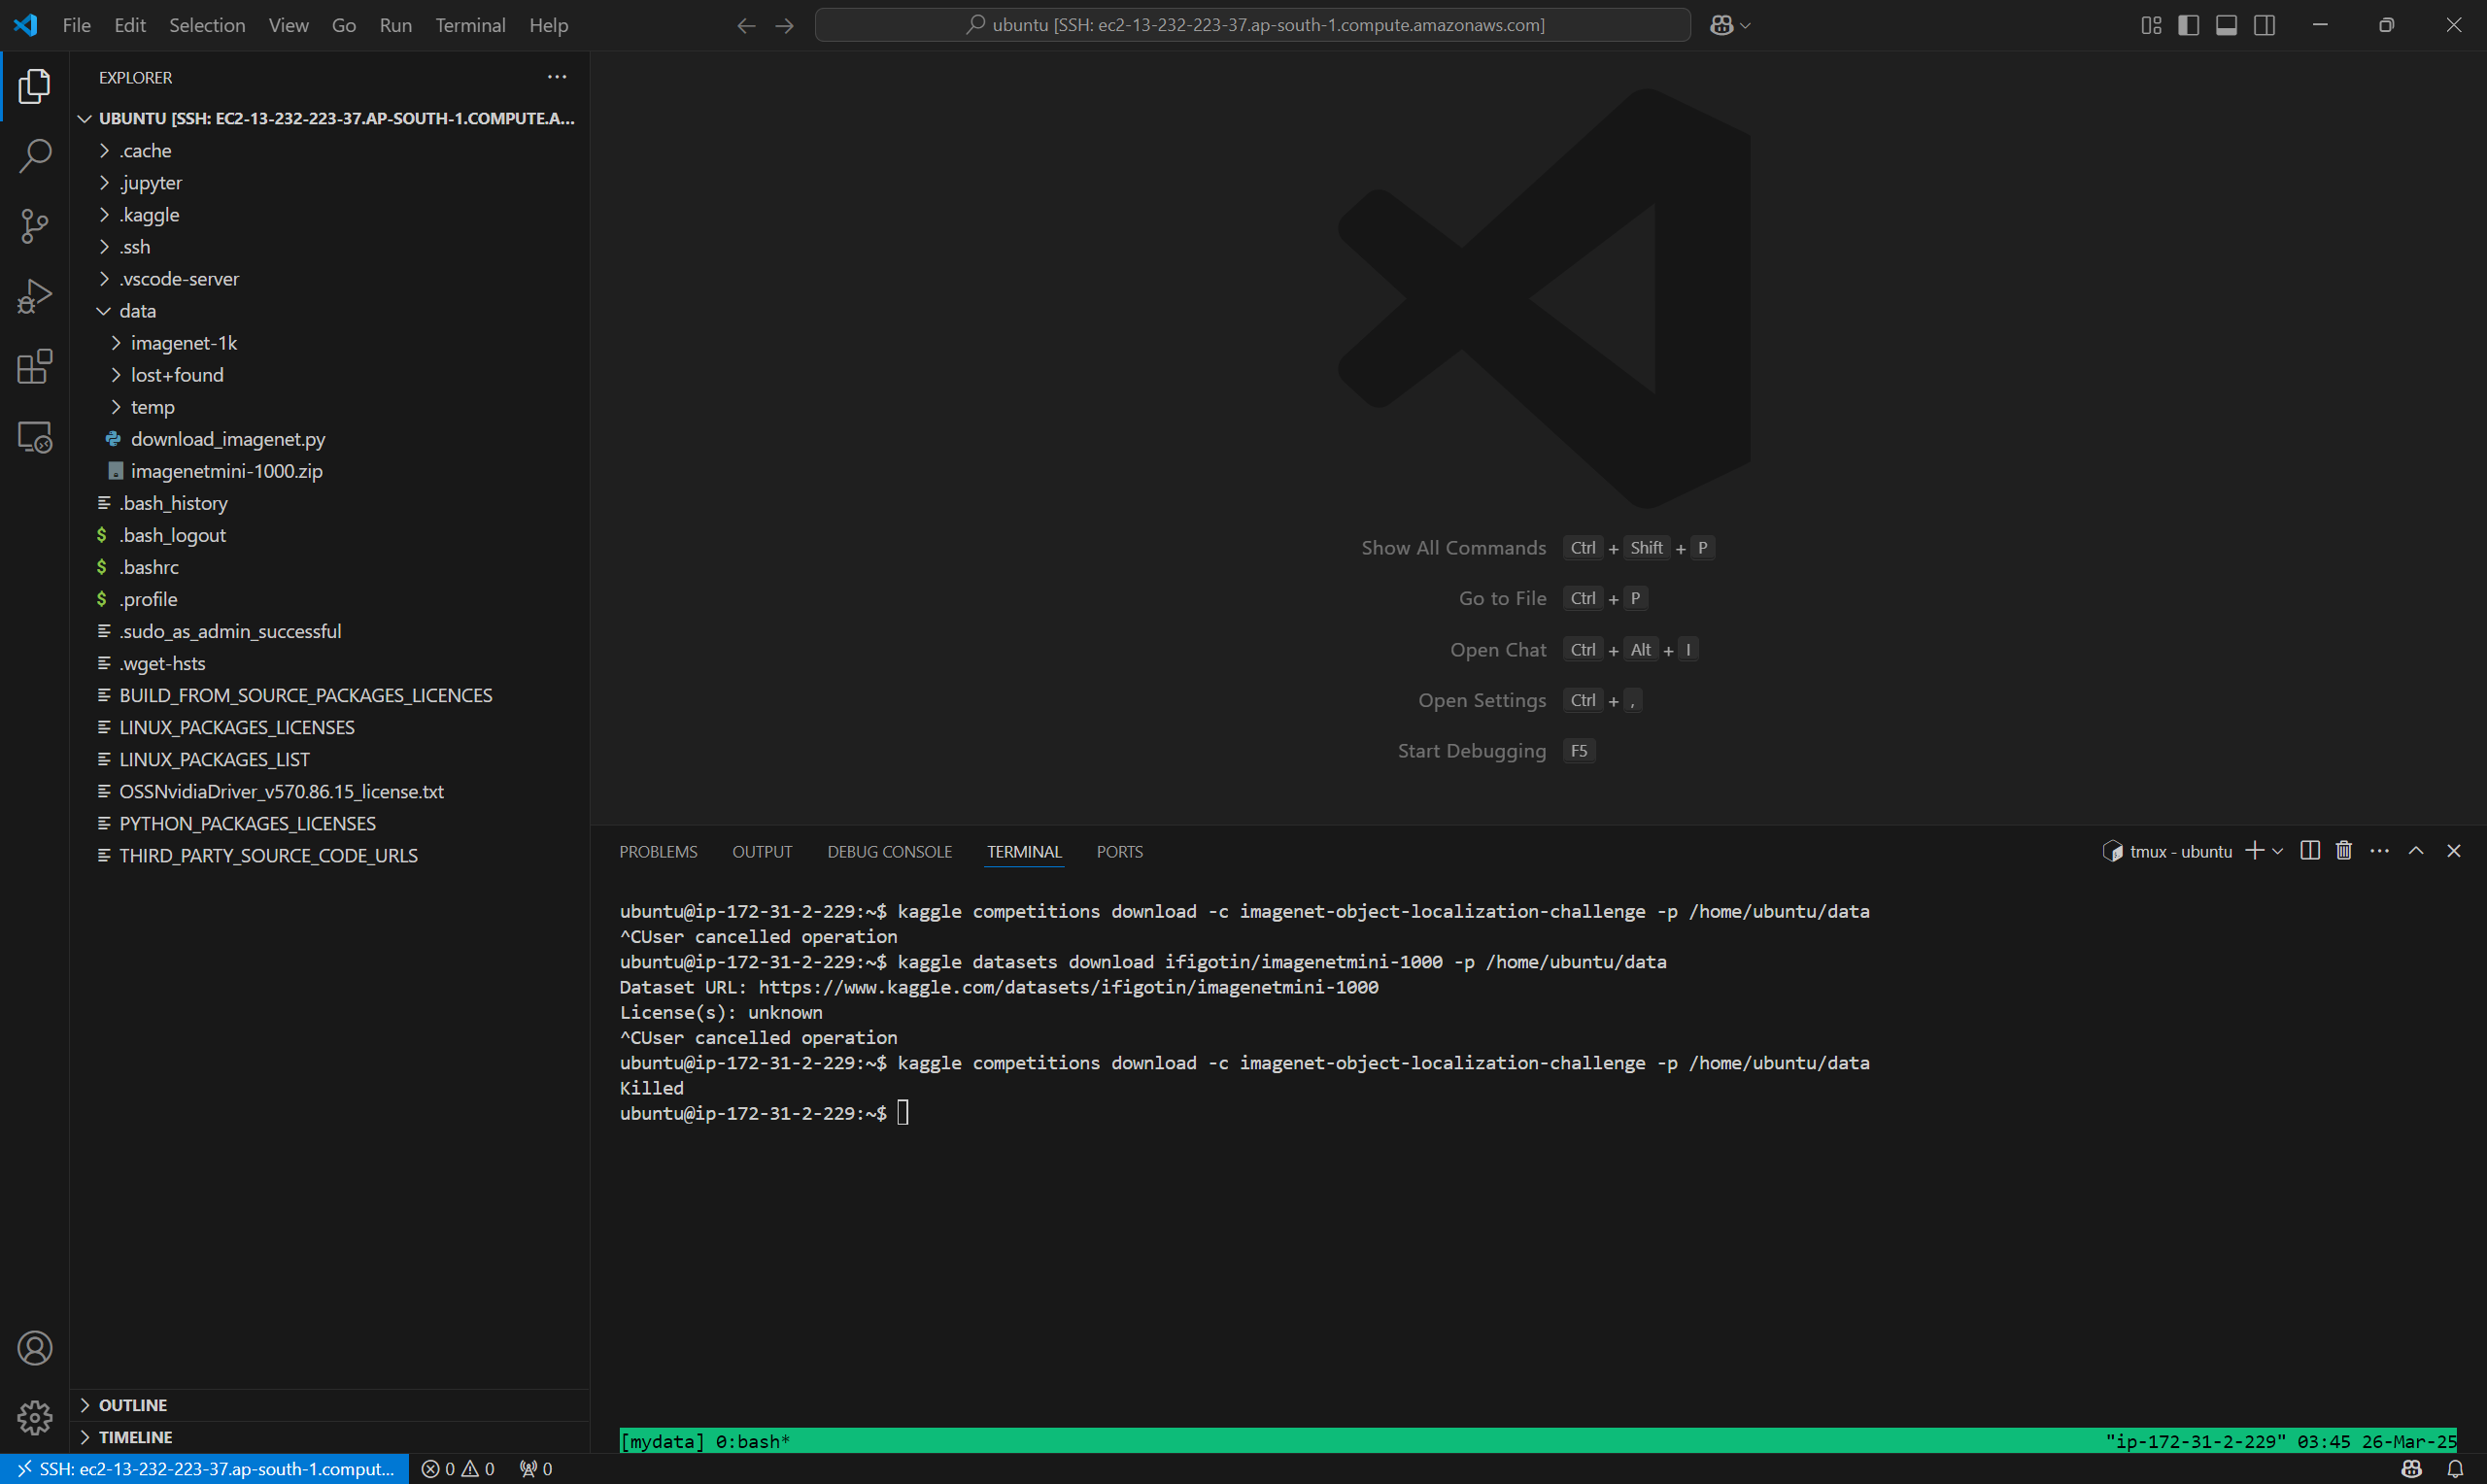 File Edit Selection View Go Run Terminal Help
ubuntu [SSH: ec2-13-232-223-37.ap-south-1.compute.amazonaws.com]
EXPLORER
UBUNTU [SSH: EC2-13-232-223-37.AP-SOUTH-1.COMPUTE.A...
.cache
.jupyter
.kaggle
.ssh
.vscode-server
data
imagenet-1k
lost+found
temp
download_imagenet.py
imagenetmini-1000.zip
.bash_history
$ .bash_logout
$ .bashrc
$ .profile
.sudo_as_admin_successful
.wget-hsts
BUILD_FROM_SOURCE_PACKAGES_LICENCES
LINUX_PACKAGES_LICENSES
LINUX_PACKAGES_LIST
OSSNvidiaDriver_v570.86.15_license.txt
PYTHON_PACKAGES_LICENSES
THIRD_PARTY_SOURCE_CODE_URLS
OUTLINE
TIMELINE
Show All Commands Ctrl + Shift + P
Go to File Ctrl + P
Open Chat Ctrl + Alt + I
Open Settings Ctrl + ,
Start Debugging F5
PROBLEMS OUTPUT DEBUG CONSOLE TERMINAL PORTS
tmux - ubuntu
ubuntu@ip-172-31-2-229:~$ kaggle competitions download -c imagenet-object-localization-challenge -p /home/ubuntu/data
^CUser cancelled operation
ubuntu@ip-172-31-2-229:~$ kaggle datasets download ifigotin/imagenetmini-1000 -p /home/ubuntu/data
Dataset URL: https://www.kaggle.com/datasets/ifigotin/imagenetmini-1000
License(s): unknown
^CUser cancelled operation
ubuntu@ip-172-31-2-229:~$ kaggle competitions download -c imagenet-object-localization-challenge -p /home/ubuntu/data
Killed
ubuntu@ip-172-31-2-229:~$
[mydata] 0:bash* "ip-172-31-2-229" 03:45 26-Mar-25
SSH: ec2-13-232-223-37.ap-south-1.comput... 0 0 0